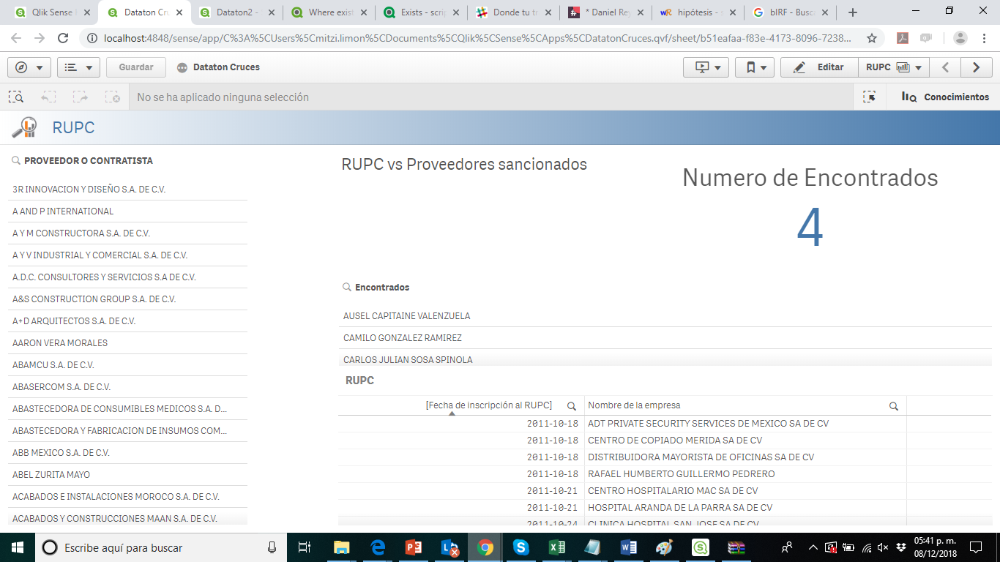 Qlik Sense
Dataton Cru
Dataton2 -
Where exist
Exists - scrip
Donde tu tr
* Daniel Rey
hipótesis - s
bIRF - Busca
localhost:4848/sense/app/C%3A%5CUsers%5Cmitzi.limon%5CDocuments%5CQlik%5CSense%5CApps%5CDatatonCruces.qvf/sheet/b51eafaa-f83e-4173-8096-7238...
Guardar
Dataton Cruces
Editar
RUPC
No se ha aplicado ninguna selección
Conocimientos
RUPC
PROVEEDOR O CONTRATISTA
3R INNOVACION Y DISEÑO S.A. DE C.V.
A AND P INTERNATIONAL
A Y M CONSTRUCTORA S.A. DE C.V.
A Y V INDUSTRIAL Y COMERCIAL S.A. DE C.V.
A.D.C. CONSULTORES Y SERVICIOS S.A DE C.V.
A&S CONSTRUCTION GROUP S.A. DE C.V.
A+D ARQUITECTOS S.A. DE C.V.
AARON VERA MORALES
ABAMCU S.A. DE C.V.
ABASERCOM S.A. DE C.V.
ABASTECEDORA DE CONSUMIBLES MEDICOS S.A. D...
ABASTECEDORA Y FABRICACION DE INSUMOS COM...
ABB MEXICO S.A. DE C.V.
ABEL ZURITA MAYO
ACABADOS E INSTALACIONES MOROCO S.A. DE C.V.
ACABADOS Y CONSTRUCCIONES MAAN S.A. DE C.V.
RUPC vs Proveedores sancionados
Numero de Encontrados
4
Encontrados
AUSEL CAPITAINE VALENZUELA
CAMILO GONZALEZ RAMIREZ
CARLOS JULIAN SOSA SPINOLA
RUPC
[Fecha de inscripción al RUPC] Nombre de la empresa
2011-10-18 ADT PRIVATE SECURITY SERVICES DE MEXICO SA DE CV
2011-10-18 CENTRO DE COPIADO MERIDA SA DE CV
2011-10-18 DISTRIBUIDORA MAYORISTA DE OFICINAS SA DE CV
2011-10-18 RAFAEL HUMBERTO GUILLERMO PEDRERO
2011-10-21 CENTRO HOSPITALARIO MAC SA DE CV
2011-10-21 HOSPITAL ARANDA DE LA PARRA SA DE CV
2011-10-24 CLINICA HOSPITAL SAN JOSE SA DE CV
Escribe aquí para buscar
05:41 p. m.
08/12/2018